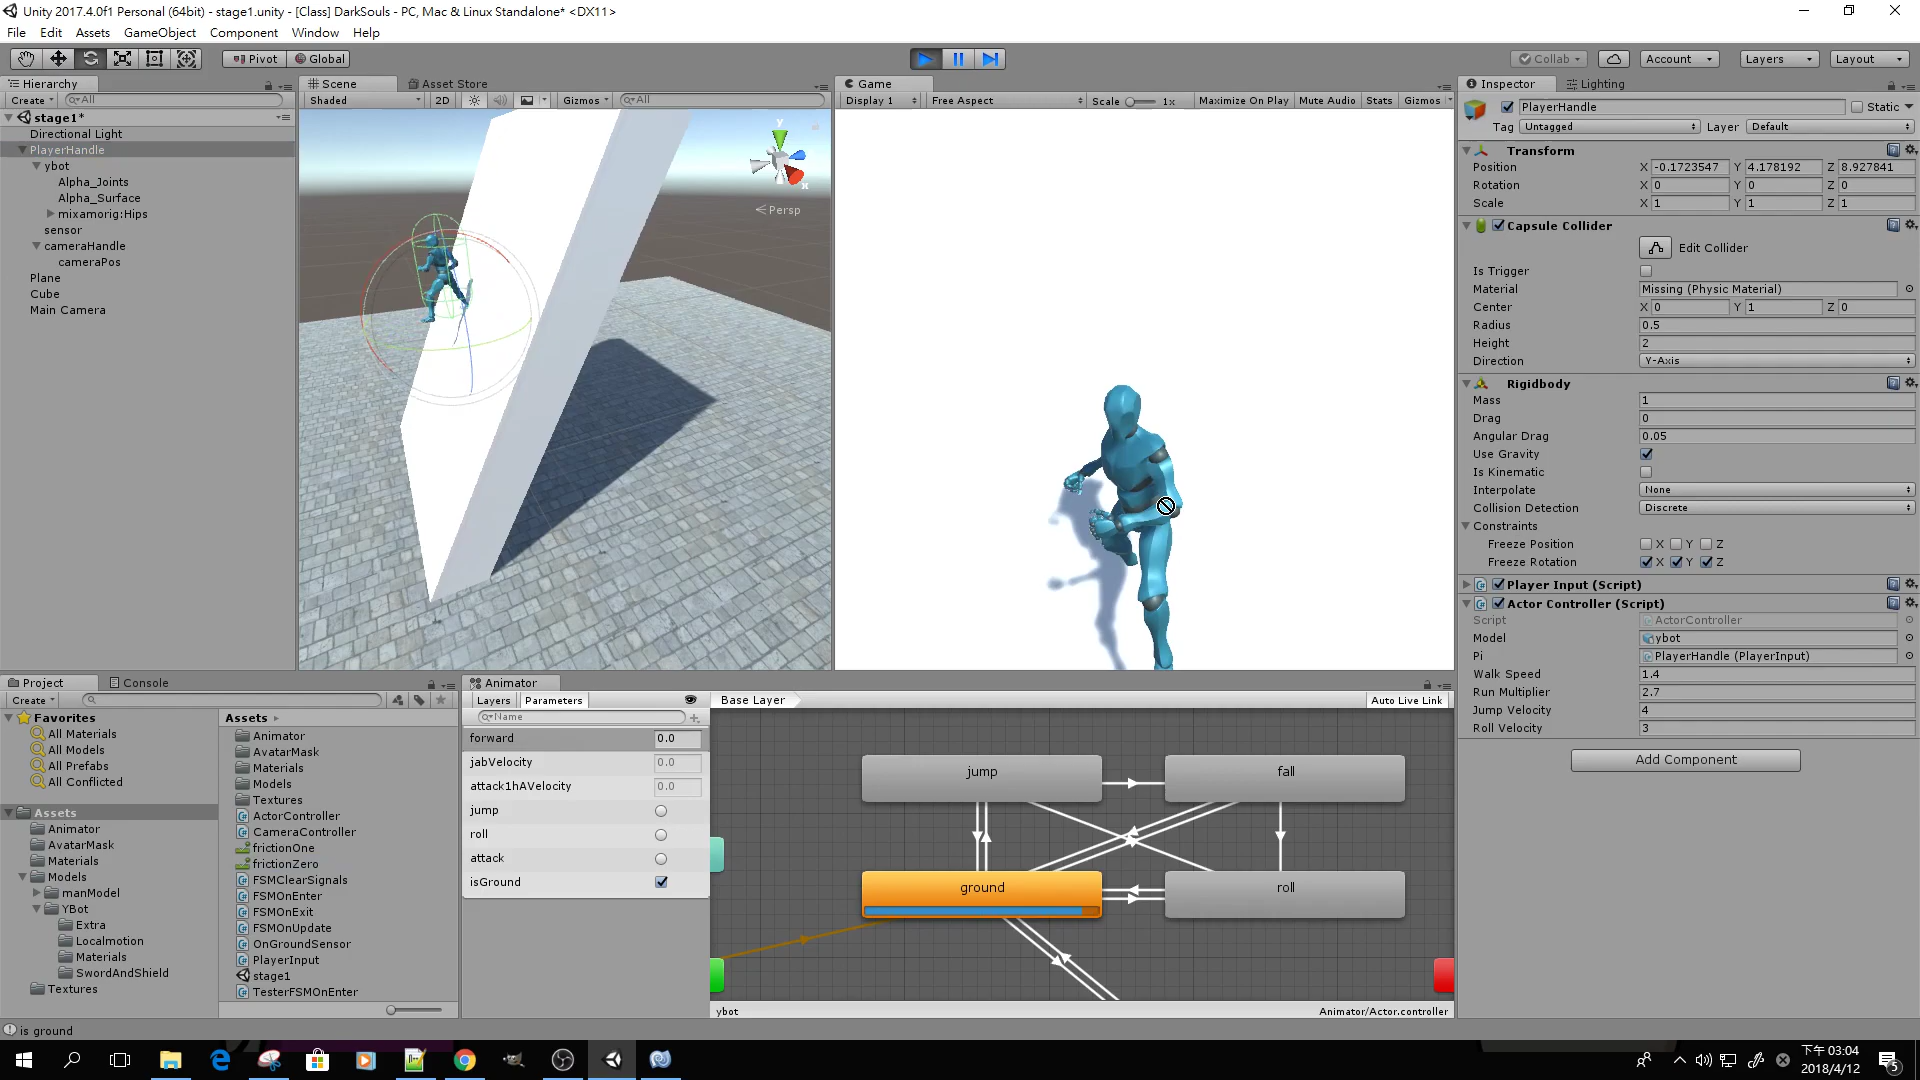 Unity 2017.4.0f1 Personal (64bit) - stage1.unity - [Class] DarkSouls - PC, Mac & Linux Standalone* <DX11>
File Edit Assets GameObject Component Window Help
Pivot Global Collab Account Layers Layout
Hierarchy
Create All
stage1*
Directional Light
PlayerHandle
ybot
Alpha_Joints
Alpha_Surface
mixamorig:Hips
sensor
cameraHandle
cameraPos
Plane
Cube
Main Camera
Scene Asset Store
Shaded 2D Gizmos All
y
x
Persp
Game
Display 1 Free Aspect Scale 1x Maximize On Play Mute Audio Stats Gizmos
Inspector Lighting
PlayerHandle Static
Tag Untagged Layer Default
Transform
Position X -0.1723547 Y 4.178192 Z 8.927841
Rotation X 0 Y 0 Z 0
Scale X 1 Y 1 Z 1
Capsule Collider
Edit Collider
Is Trigger
Material Missing (Physic Material)
Center X 0 Y 1 Z 0
Radius 0.5
Height 2
Direction Y-Axis
Rigidbody
Mass 1
Drag 0
Angular Drag 0.05
Use Gravity
Is Kinematic
Interpolate None
Collision Detection Discrete
Constraints
Freeze Position X Y Z
Freeze Rotation X Y Z
Player Input (Script)
Actor Controller (Script)
Script ActorController
Model ybot
Pi PlayerHandle (PlayerInput)
Walk Speed 1.4
Run Multiplier 2.7
Jump Velocity 4
Roll Velocity 3
Add Component
Project Console
Create
Favorites
All Materials
All Models
All Prefabs
All Conflicted
Assets
Animator
AvatarMask
Materials
Models
manModel
YBot
Extra
Localmotion
Materials
SwordAndShield
Textures
Assets
Animator
AvatarMask
Materials
Models
Textures
ActorController
CameraController
frictionOne
frictionZero
FSMClearSignals
FSMOnEnter
FSMOnExit
FSMOnUpdate
OnGroundSensor
PlayerInput
stage1
TesterFSMOnEnter
Animator
Layers Parameters
Name
forward 0.0
jabVelocity 0.0
attack1hAVelocity 0.0
jump
roll
attack
isGround
Base Layer Auto Live Link
jump
fall
ground
roll
ybot Animator/Actor.controller
is ground
下午 03:04
2018/4/12
5